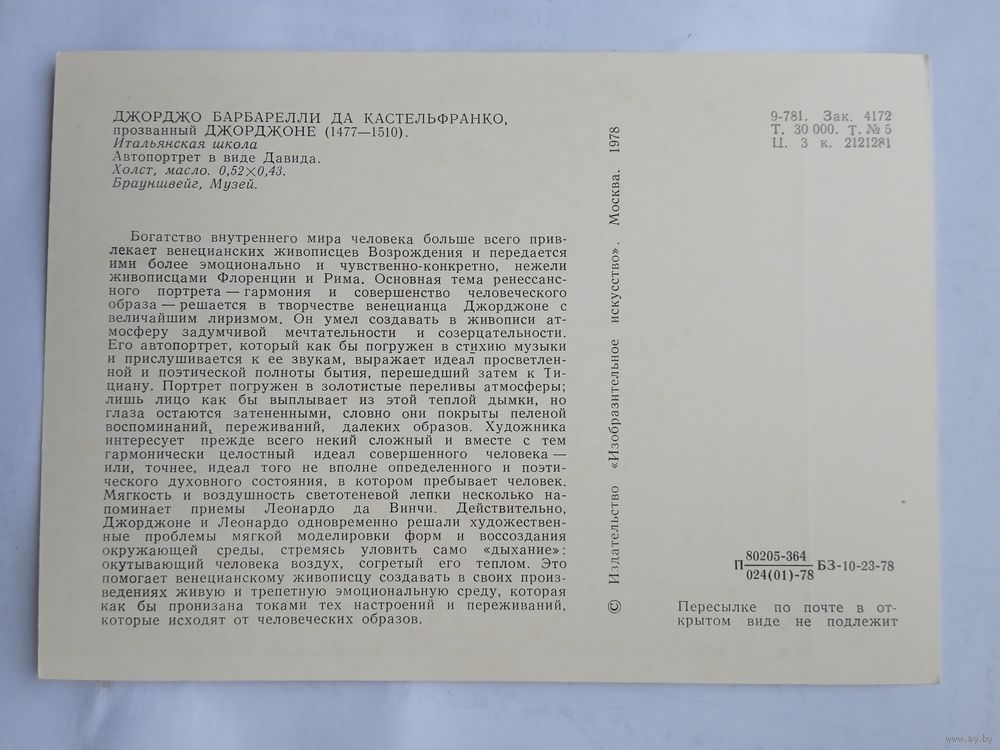 ДЖОРДЖО БАРБАРЕЛЛИ ДА КАСТЕЛЬФРАНКО,
прозванный ДЖОРДЖОНЕ (1477—1510).
Итальянская школа
Автопортрет в виде Давида.
Холст, масло. 0,52×0,43.
Брауншвейг, Музей.
Богатство внутреннего мира человека больше всего прив-
лекает венецианских живописцев Возрождения и передается
ими более эмоционально и чувственно-конкретно, нежели
живописцами Флоренции и Рима. Основная тема ренессанс-
ного портрета — гармония и совершенство человеческого
образа — решается в творчестве венецианца Джорджоне с
величайшим лиризмом. Он умел создавать в живописи ат-
мосферу задумчивой мечтательности и созерцательности.
Его автопортрет, который как бы погружен в стихию музыки
и прислушивается к ее звукам, выражает идеал просветлен-
ной и поэтической полноты бытия, перешедший затем к Ти-
циану. Портрет погружен в золотистые переливы атмосферы;
лишь лицо как бы выплывает из этой теплой дымки, но
глаза остаются затененными, словно они покрыты пеленой
воспоминаний, переживаний, далеких образов. Художника
интересует прежде всего некий сложный и вместе с тем
гармонически целостный идеал совершенного человека —
или, точнее, идеал того не вполне определенного и поэти-
ческого духовного состояния, в котором пребывает человек.
Мягкость и воздушность светотеневой лепки несколько на-
поминает приемы Леонардо да Винчи. Действительно,
Джорджоне и Леонардо одновременно решали художествен-
ные проблемы мягкой моделировки форм и воссоздания
окружающей среды, стремясь уловить само «дыхание»:
окутывающий человека воздух, согретый его теплом. Это
помогает венецианскому живописцу создавать в своих произ-
ведениях живую и трепетную эмоциональную среду, которая
как бы пронизана токами тех настроений и переживаний,
которые исходят от человеческих образов.
© Издательство «Изобразительное искусство». Москва. 1978
9-781. Зак. 4172
Т. 30 000. Т. № 5
Ц. 3 к. 2121281
П 80205-364 БЗ-10-23-78
024(01)-78
Пересылке по почте в от-
крытом виде не подлежит
www.ay.by